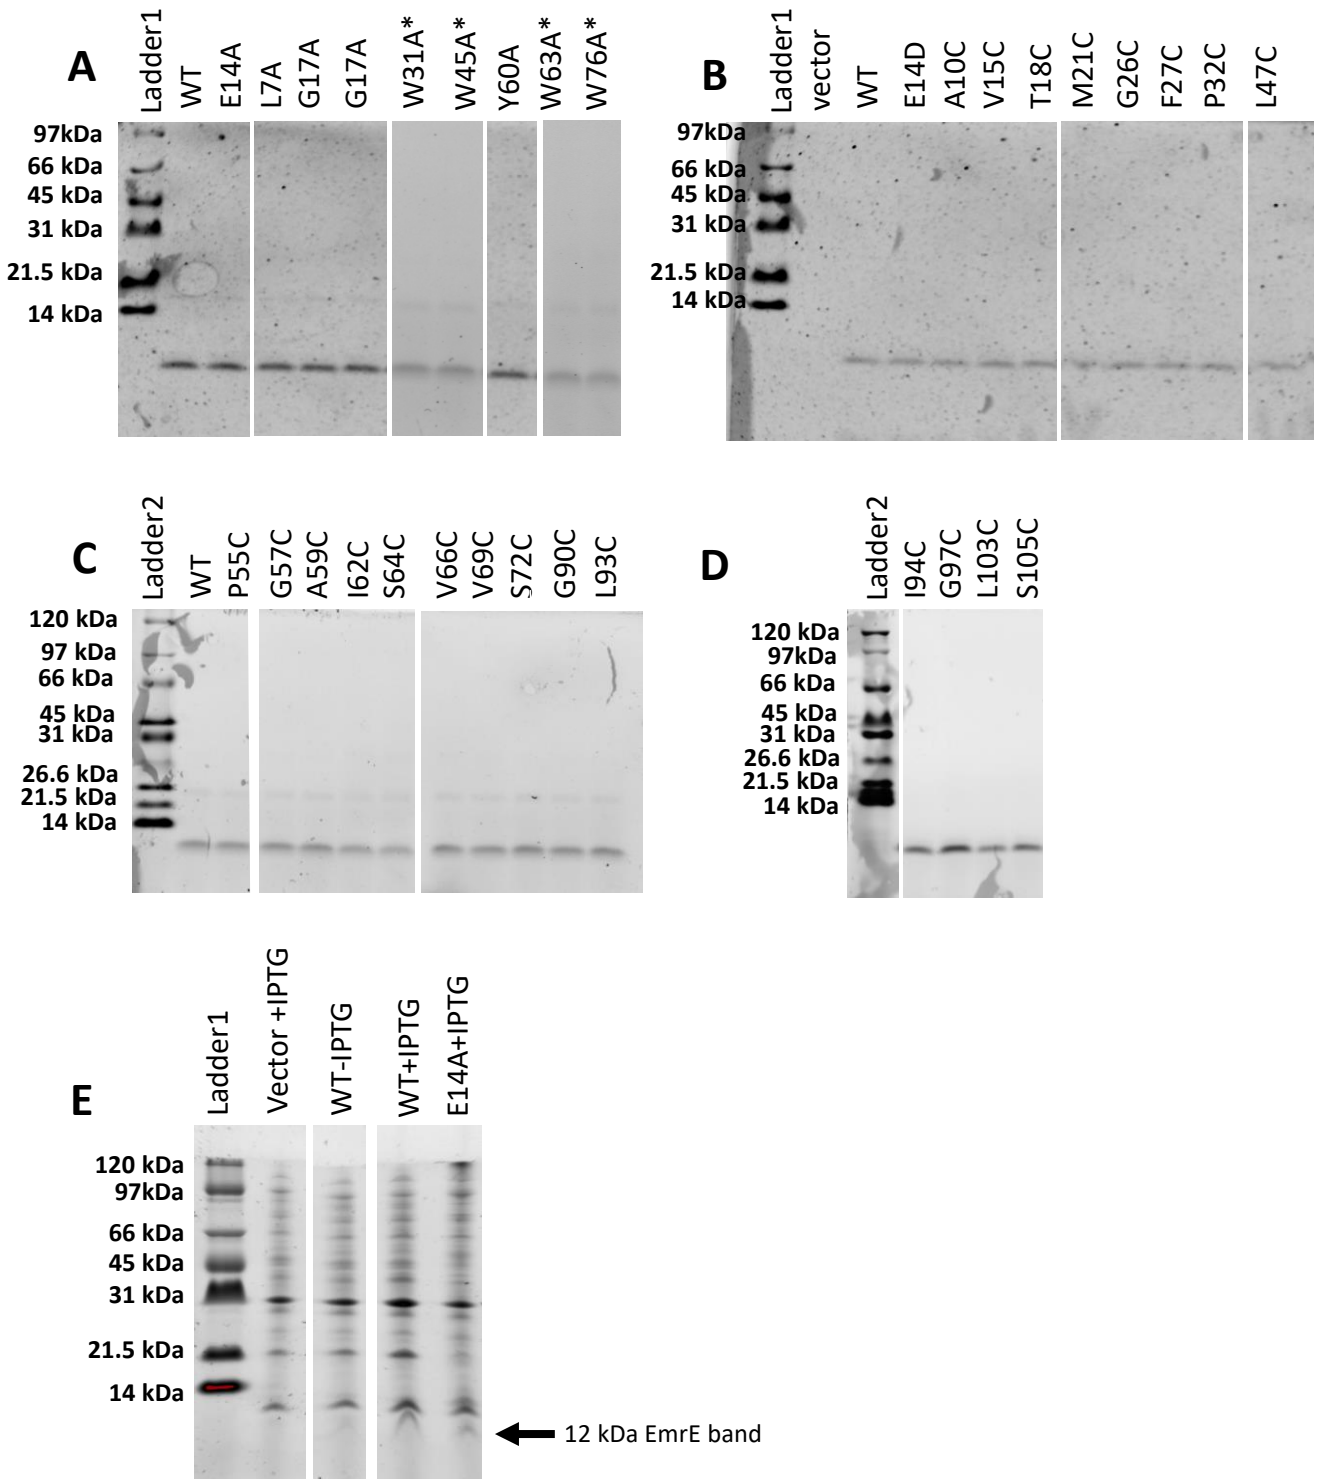 A
Ladder1
WT
E14A
L7A
G17A
G17A
W31A*
W45A*
Y60A
W63A*
W76A*
97kDa
66 kDa
45 kDa
31 kDa
21.5 kDa
14 kDa
B
Ladder1
vector
WT
E14D
A10C
V15C
T18C
M21C
G26C
F27C
P32C
L47C
97kDa
66 kDa
45 kDa
31 kDa
21.5 kDa
14 kDa
C
Ladder2
WT
P55C
G57C
A59C
I62C
S64C
V66C
V69C
S72C
G90C
L93C
120 kDa
97 kDa
66 kDa
45 kDa
31 kDa
26.6 kDa
21.5 kDa
14 kDa
D
Ladder2
I94C
G97C
L103C
S105C
120 kDa
97kDa
66 kDa
45 kDa
31 kDa
26.6 kDa
21.5 kDa
14 kDa
E
Ladder1
Vector +IPTG
WT-IPTG
WT+IPTG
E14A+IPTG
120 kDa
97kDa
66 kDa
45 kDa
31 kDa
21.5 kDa
14 kDa
12 kDa EmrE band